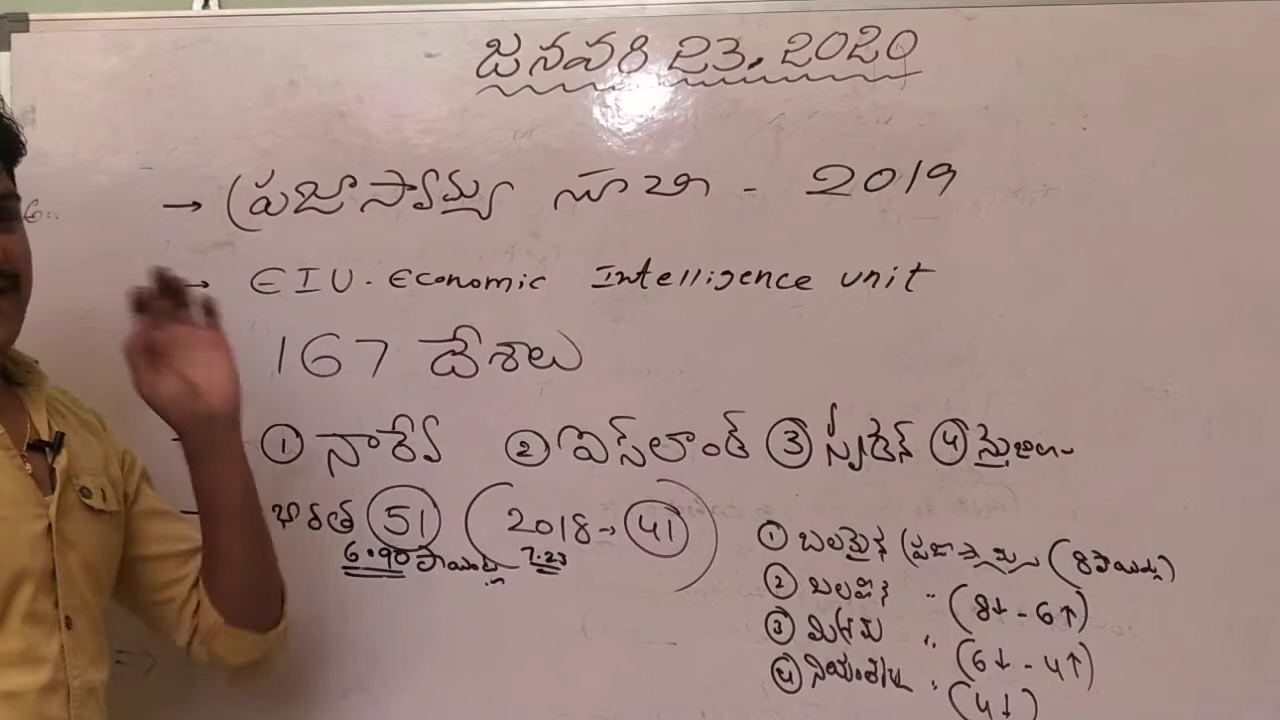 జనవరి 23, 2020
→ ప్రజాస్వామ్య సూచీ - 2019
→ EIU. Economic Intelligence unit
167 దేశాలు
① నార్వే ② ఐస్‌లాండ్ ③ స్వీడన్ ④
భారత్ 51 (2018 → 41)
6.90 పాయింట్లు 7.23
① బలమైన ప్రజాస్వామ్య (8 పాయింట్లు)
② బలహీన " (8↓ - 6↑)
③ మిశ్రమ " (6↓ - 4↑)
④ నియంతృ " (4↓)